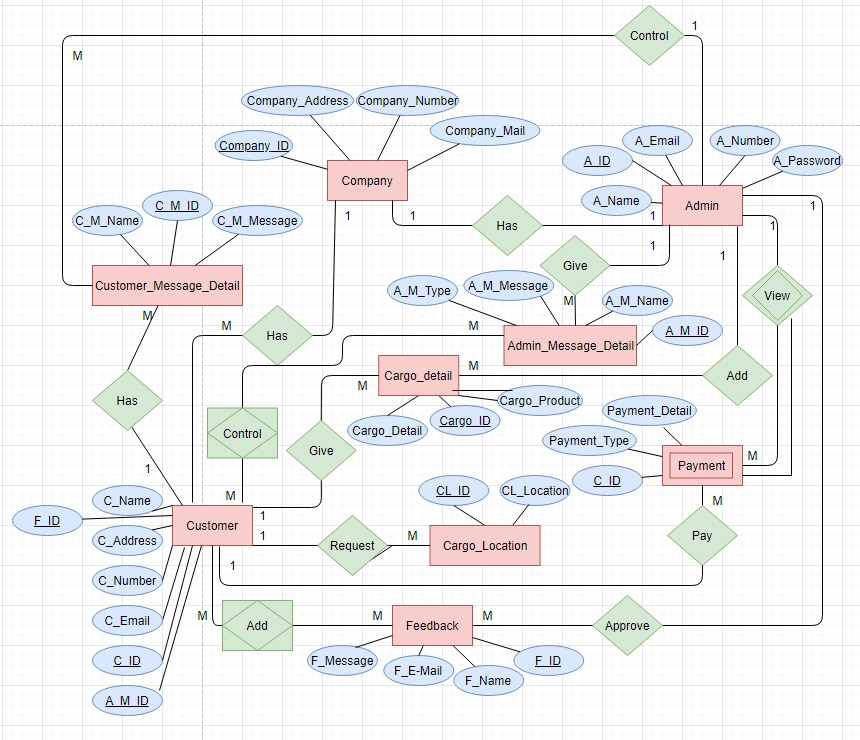 Control
1
M
Company_Address
Company_Number
Company_ID
Company_Mail
A_Email
A_Number
A_ID
A_Password
Company
A_Name
Admin
C_M_ID
C_M_Name
C_M_Message
1
1
Has
1
1
1
1
1
Give
Customer_Message_Detail
A_M_Type
A_M_Message
A_M_Name
M
View
M
M
Has
M
A_M_ID
Admin_Message_Detail
M
Cargo_detail
M
Add
Has
Cargo_Product
Cargo_Detail
Cargo_ID
Payment_Detail
Control
Give
Payment_Type
M
1
Payment
C_ID
M
CL_ID
CL_Location
C_Name
F_ID
1
M
Customer
C_Address
1
Request
M
Cargo_Location
Pay
1
C_Number
C_Email
M
Add
M
Feedback
M
Approve
F_Message
F_E-Mail
F_Name
F_ID
C_ID
A_M_ID